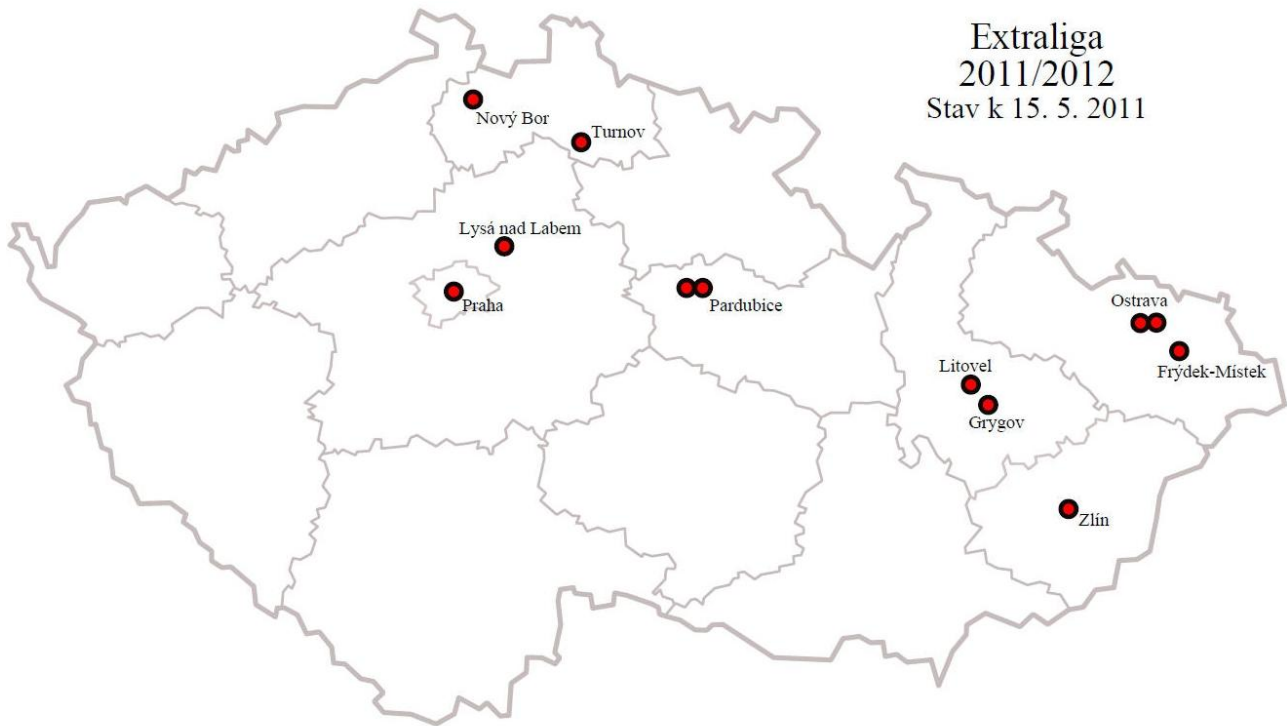 Extraliga
2011/2012
Stav k 15. 5. 2011
Nový Bor
Turnov
Lysá nad Labem
Praha
Pardubice
Ostrava
Frýdek-Místek
Litovel
Grygov
Zlín